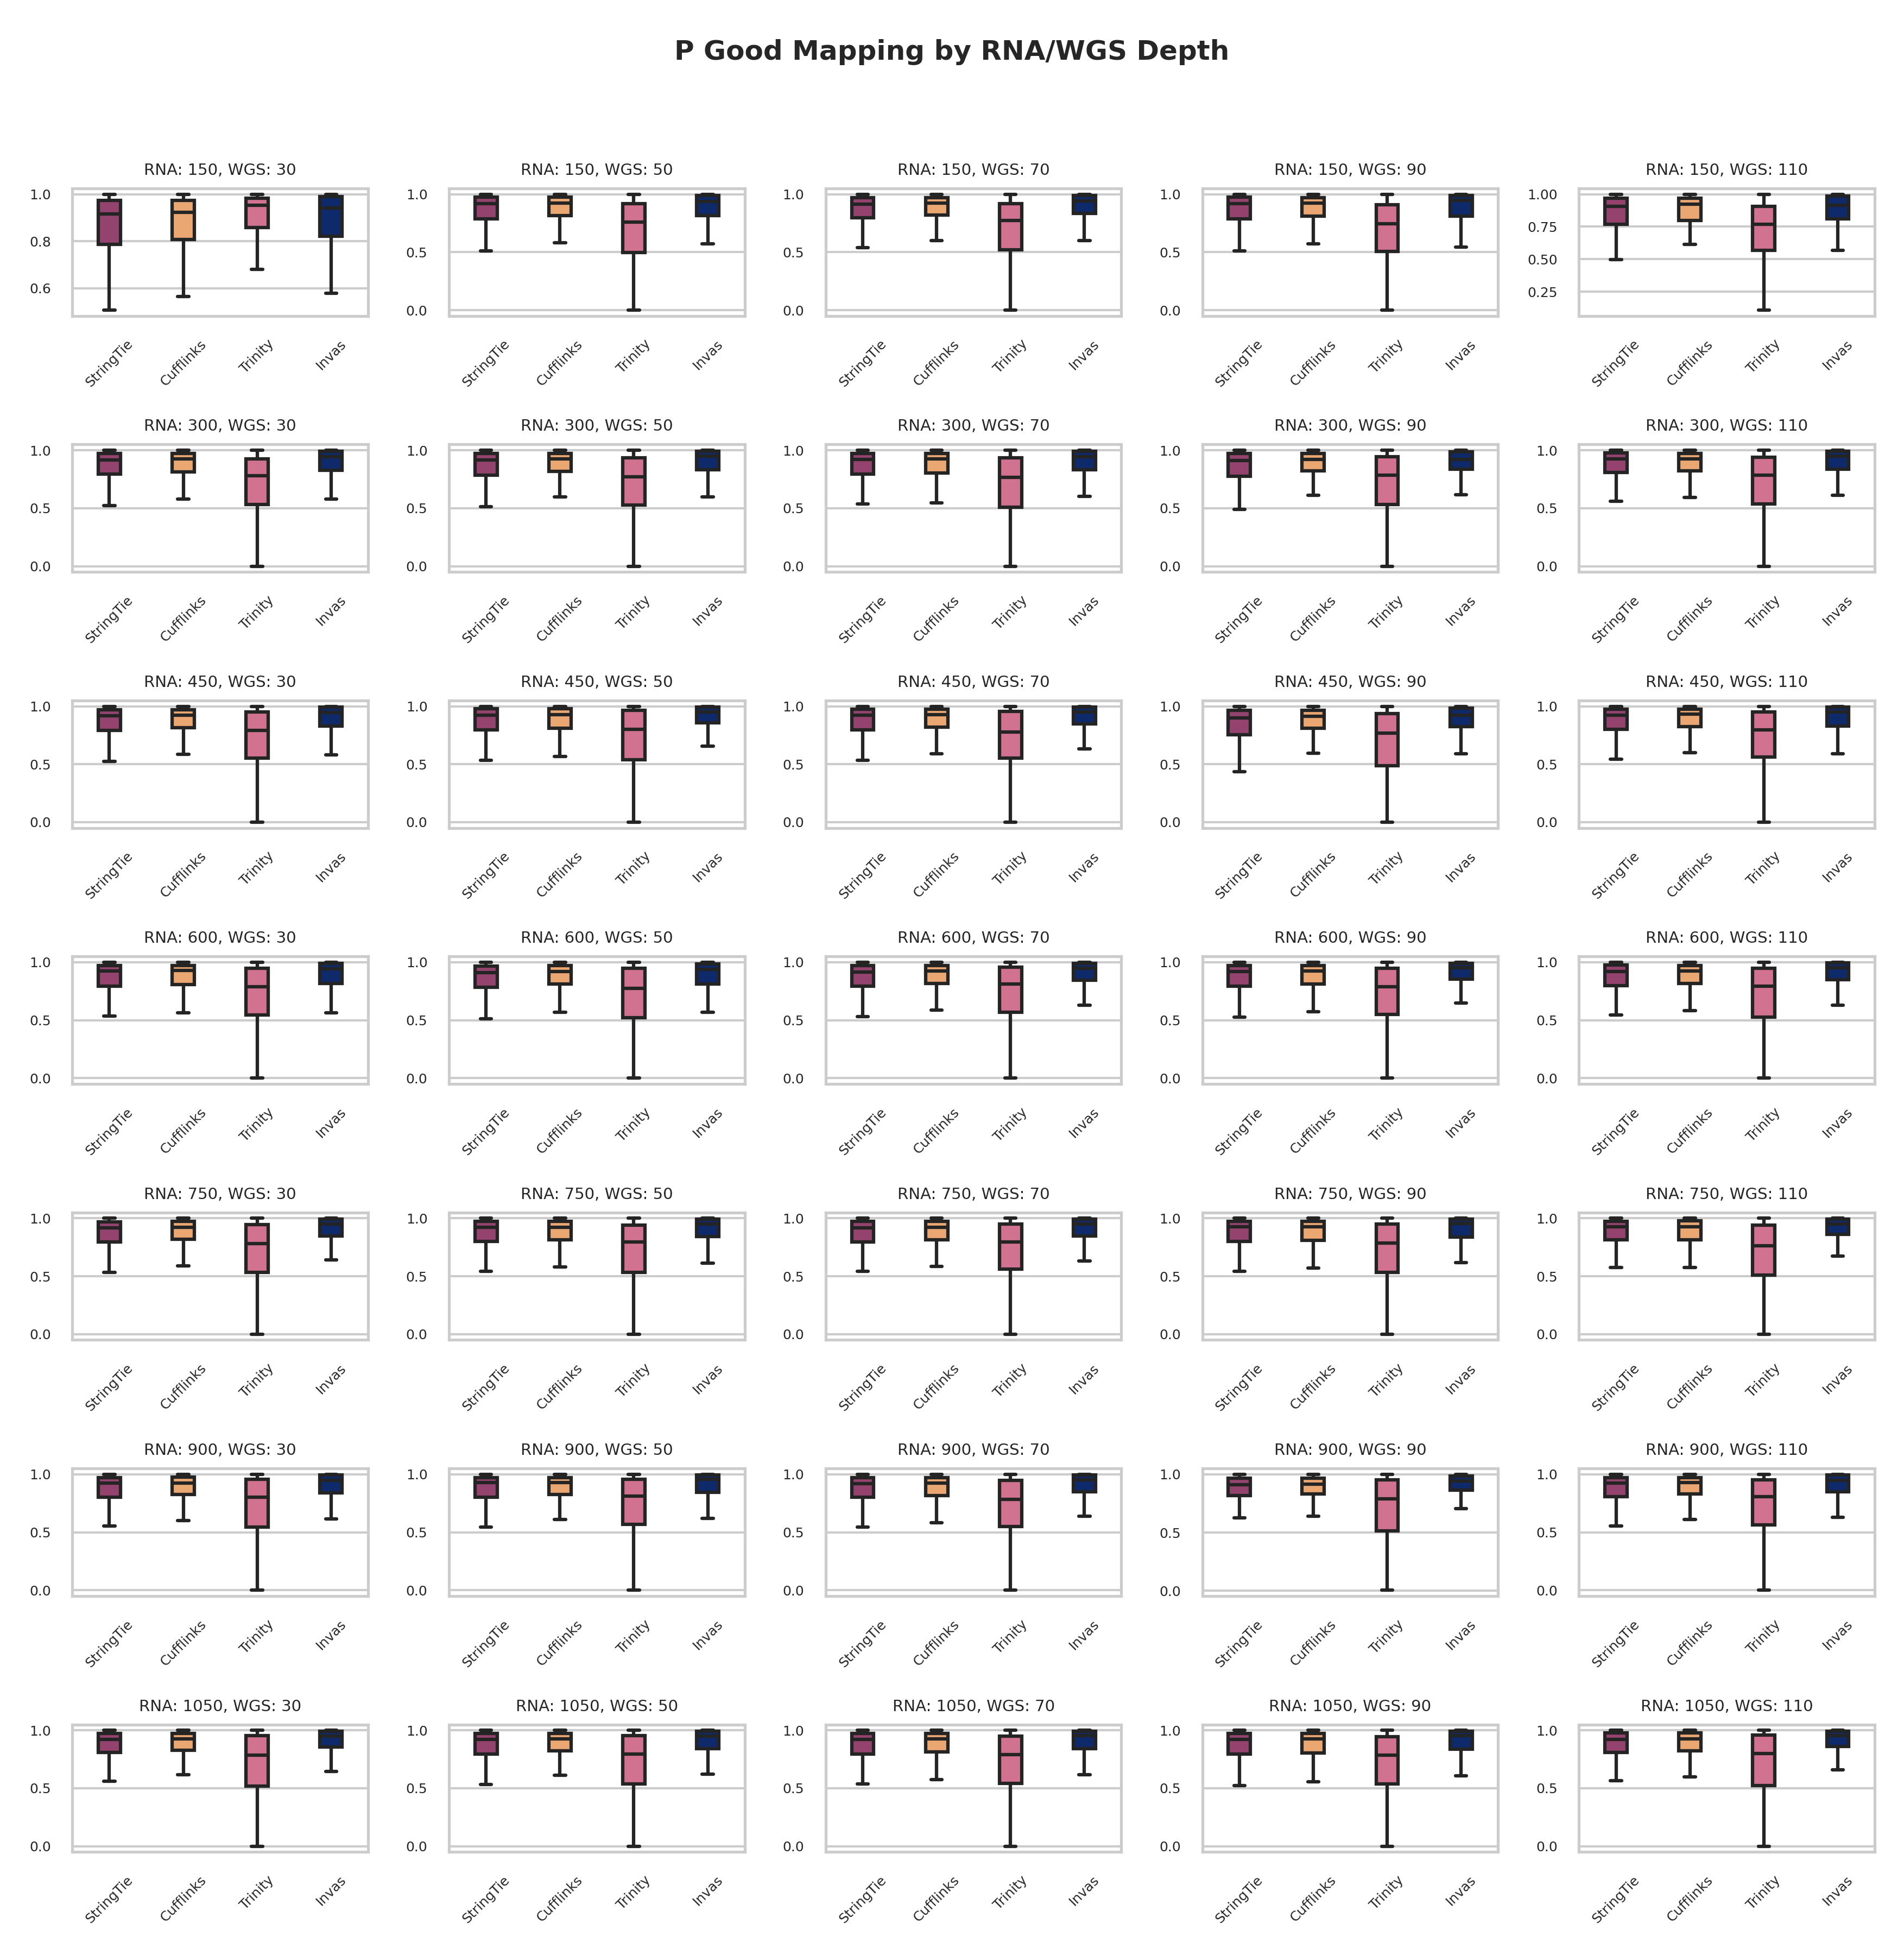 P Good Mapping by RNA/WGS Depth
RNA: 150, WGS: 30
RNA: 150, WGS: 50
RNA: 150, WGS: 70
RNA: 150, WGS: 90
RNA: 150, WGS: 110
1.0
0.8
0.6
1.0
0.5
0.0
1.0
0.5
0.0
1.0
0.5
0.0
1.00
0.75
0.50
0.25
StringTie Cufflinks Trinity Invas
StringTie Cufflinks Trinity Invas
StringTie Cufflinks Trinity Invas
StringTie Cufflinks Trinity Invas
StringTie Cufflinks Trinity Invas
RNA: 300, WGS: 30
RNA: 300, WGS: 50
RNA: 300, WGS: 70
RNA: 300, WGS: 90
RNA: 300, WGS: 110
1.0
0.5
0.0
1.0
0.5
0.0
1.0
0.5
0.0
1.0
0.5
0.0
1.0
0.5
0.0
StringTie Cufflinks Trinity Invas
StringTie Cufflinks Trinity Invas
StringTie Cufflinks Trinity Invas
StringTie Cufflinks Trinity Invas
StringTie Cufflinks Trinity Invas
RNA: 450, WGS: 30
RNA: 450, WGS: 50
RNA: 450, WGS: 70
RNA: 450, WGS: 90
RNA: 450, WGS: 110
1.0
0.5
0.0
1.0
0.5
0.0
1.0
0.5
0.0
1.0
0.5
0.0
1.0
0.5
0.0
StringTie Cufflinks Trinity Invas
StringTie Cufflinks Trinity Invas
StringTie Cufflinks Trinity Invas
StringTie Cufflinks Trinity Invas
StringTie Cufflinks Trinity Invas
RNA: 600, WGS: 30
RNA: 600, WGS: 50
RNA: 600, WGS: 70
RNA: 600, WGS: 90
RNA: 600, WGS: 110
1.0
0.5
0.0
1.0
0.5
0.0
1.0
0.5
0.0
1.0
0.5
0.0
1.0
0.5
0.0
StringTie Cufflinks Trinity Invas
StringTie Cufflinks Trinity Invas
StringTie Cufflinks Trinity Invas
StringTie Cufflinks Trinity Invas
StringTie Cufflinks Trinity Invas
RNA: 750, WGS: 30
RNA: 750, WGS: 50
RNA: 750, WGS: 70
RNA: 750, WGS: 90
RNA: 750, WGS: 110
1.0
0.5
0.0
1.0
0.5
0.0
1.0
0.5
0.0
1.0
0.5
0.0
1.0
0.5
0.0
StringTie Cufflinks Trinity Invas
StringTie Cufflinks Trinity Invas
StringTie Cufflinks Trinity Invas
StringTie Cufflinks Trinity Invas
StringTie Cufflinks Trinity Invas
RNA: 900, WGS: 30
RNA: 900, WGS: 50
RNA: 900, WGS: 70
RNA: 900, WGS: 90
RNA: 900, WGS: 110
1.0
0.5
0.0
1.0
0.5
0.0
1.0
0.5
0.0
1.0
0.5
0.0
1.0
0.5
0.0
StringTie Cufflinks Trinity Invas
StringTie Cufflinks Trinity Invas
StringTie Cufflinks Trinity Invas
StringTie Cufflinks Trinity Invas
StringTie Cufflinks Trinity Invas
RNA: 1050, WGS: 30
RNA: 1050, WGS: 50
RNA: 1050, WGS: 70
RNA: 1050, WGS: 90
RNA: 1050, WGS: 110
1.0
0.5
0.0
1.0
0.5
0.0
1.0
0.5
0.0
1.0
0.5
0.0
1.0
0.5
0.0
StringTie Cufflinks Trinity Invas
StringTie Cufflinks Trinity Invas
StringTie Cufflinks Trinity Invas
StringTie Cufflinks Trinity Invas
StringTie Cufflinks Trinity Invas